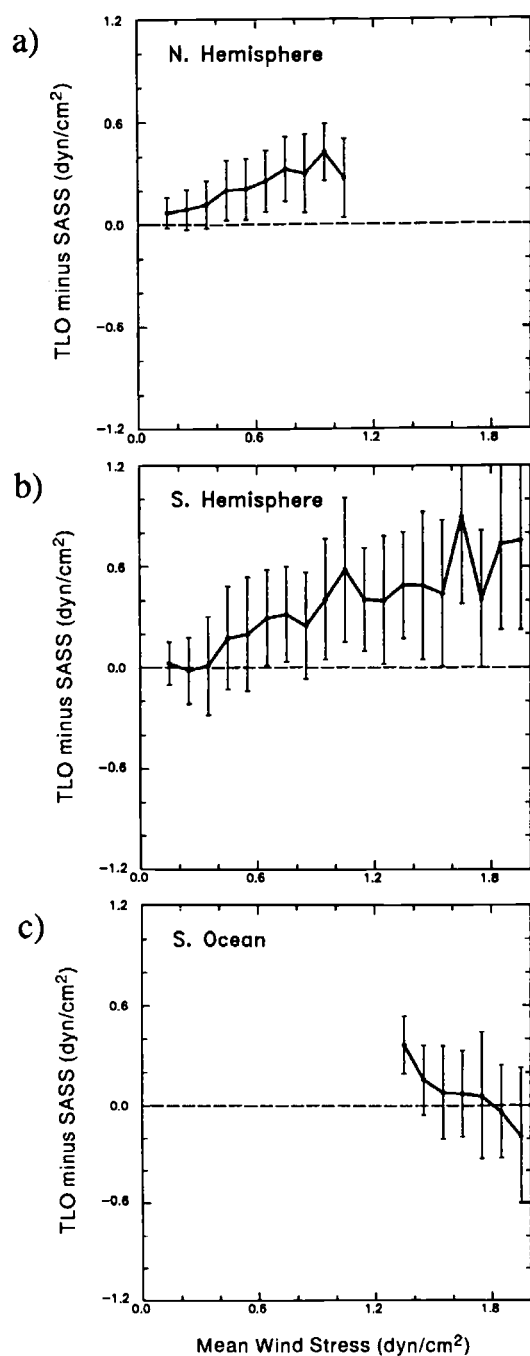 a)
N. Hemisphere
TLO minus SASS (dyn/cm²)
1.2
0.6
0.0
−0.6
−1.2
0.0 0.6 1.2 1.8
b)
S. Hemisphere
TLO minus SASS (dyn/cm²)
1.2
0.6
0.0
−0.6
−1.2
0.0 0.6 1.2 1.8
c)
S. Ocean
TLO minus SASS (dyn/cm²)
1.2
0.6
0.0
−0.6
−1.2
0.0 0.6 1.2 1.8
Mean Wind Stress (dyn/cm²)